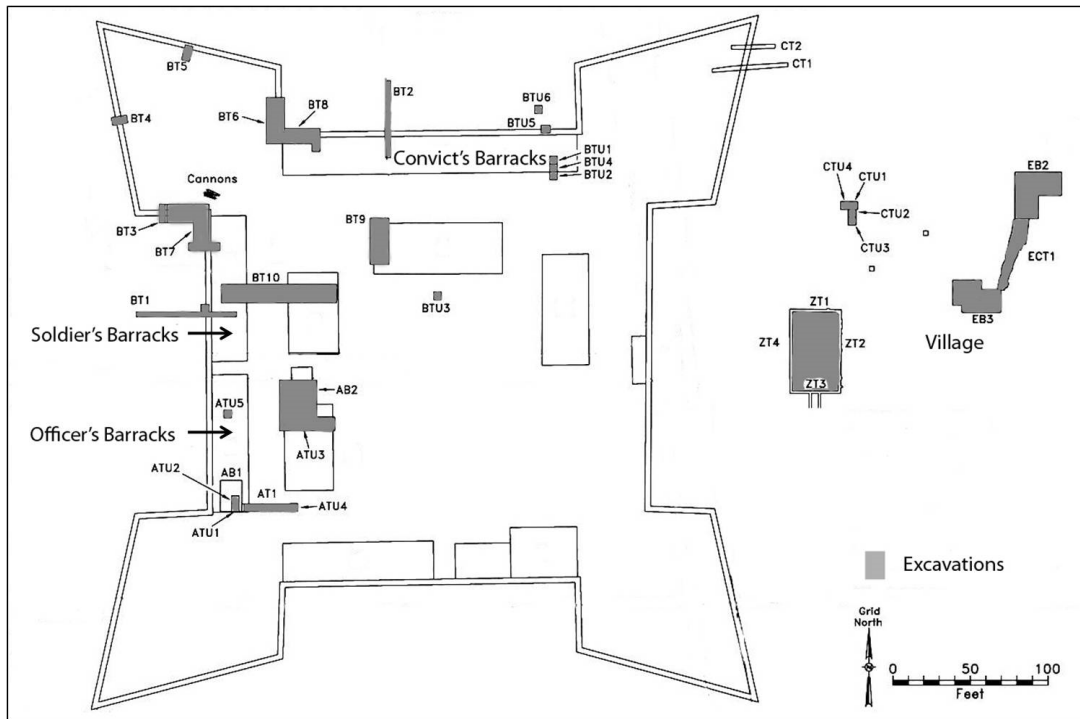 CT2
CT1
BT5
BT2
BTU6
BT6
BT8
BTU5
BT4
BTU1
Convict's Barracks
BTU4
BTU2
Cannons
CTU4
CTU1
EB2
CTU2
CTU3
BT3
BT7
BT9
ECT1
BT10
BTU3
BT1
ZT1
EB3
Soldier's Barracks
ZT4
ZT2
Village
ZT3
AB2
ATU5
Officer's Barracks
ATU3
ATU2
AB1
AT1
ATU4
ATU1
Excavations
Grid
North
0 50 100
Feet